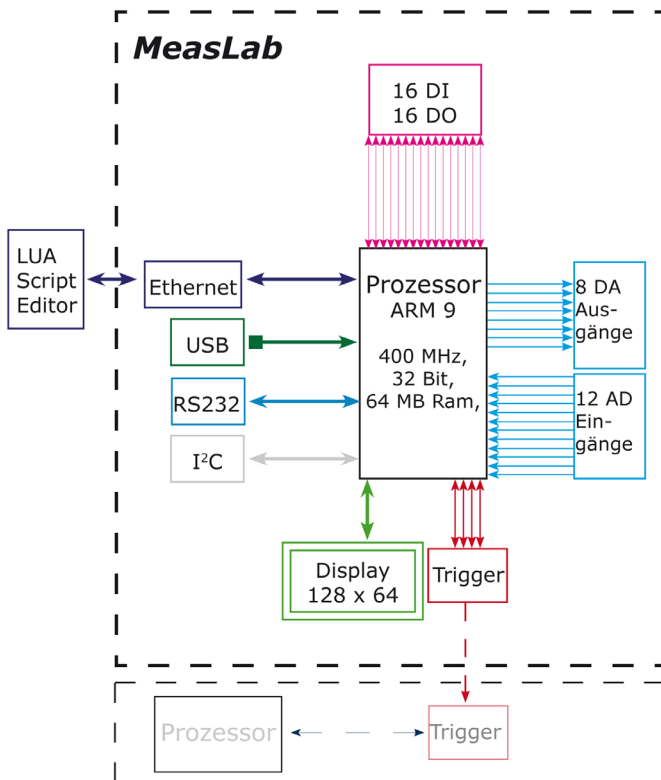 MeasLab
16 DI
16 DO
LUA
Script
Editor
Ethernet
USB
RS232
I²C
Prozessor
ARM 9
400 MHz,
32 Bit,
64 MB Ram,
8 DA
Aus-
gänge
12 AD
Ein-
gänge
Display
128 x 64
Trigger
Prozessor
Trigger